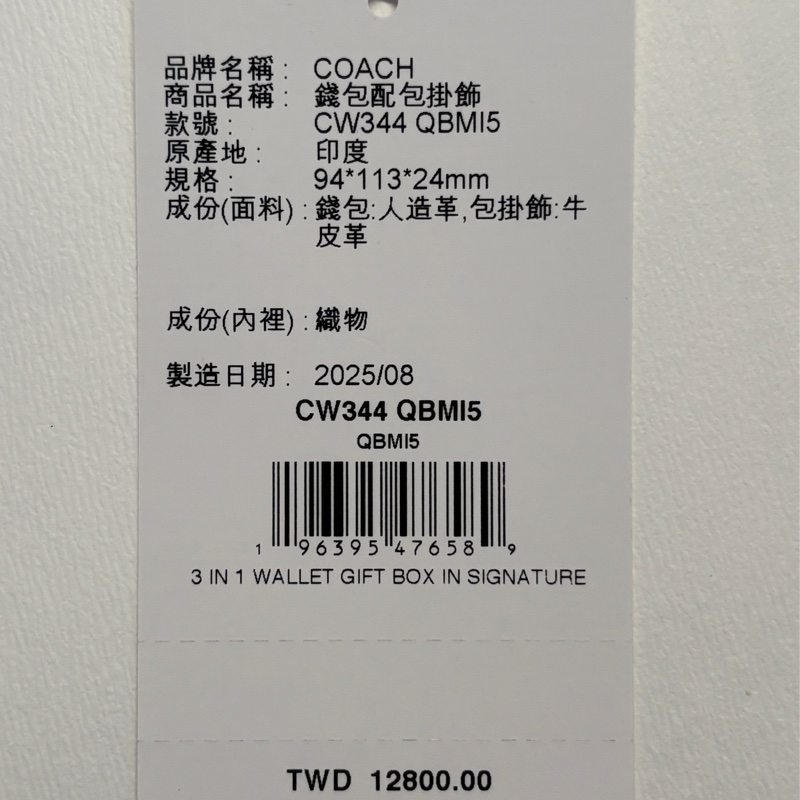 品牌名稱： COACH
商品名稱： 錢包配包掛飾
款號： CW344 QBMI5
原產地： 印度
規格： 94*113*24mm
成份(面料)：錢包:人造革,包掛飾:牛
皮革
成份(內裡)：織物
製造日期： 2025/08
CW344 QBMI5
QBMI5
1 96395 47658 9
3 IN 1 WALLET GIFT BOX IN SIGNATURE
TWD 12800.00